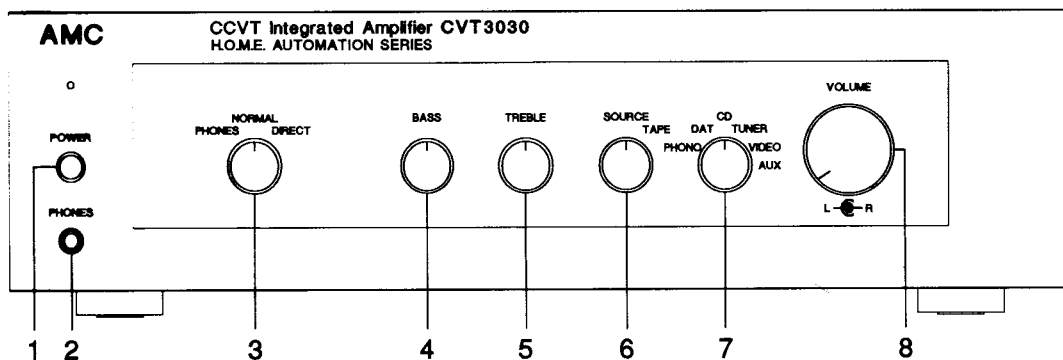 AMC
CCVT Integrated Amplifier CVT3030
H.O.M.E. AUTOMATION SERIES
VOLUME
NORMAL
PHONES DIRECT
BASS
TREBLE
SOURCE
TAPE
CD
DAT TUNER
PHONO VIDEO
AUX
POWER
L R
PHONES
1 2 3 4 5 6 7 8